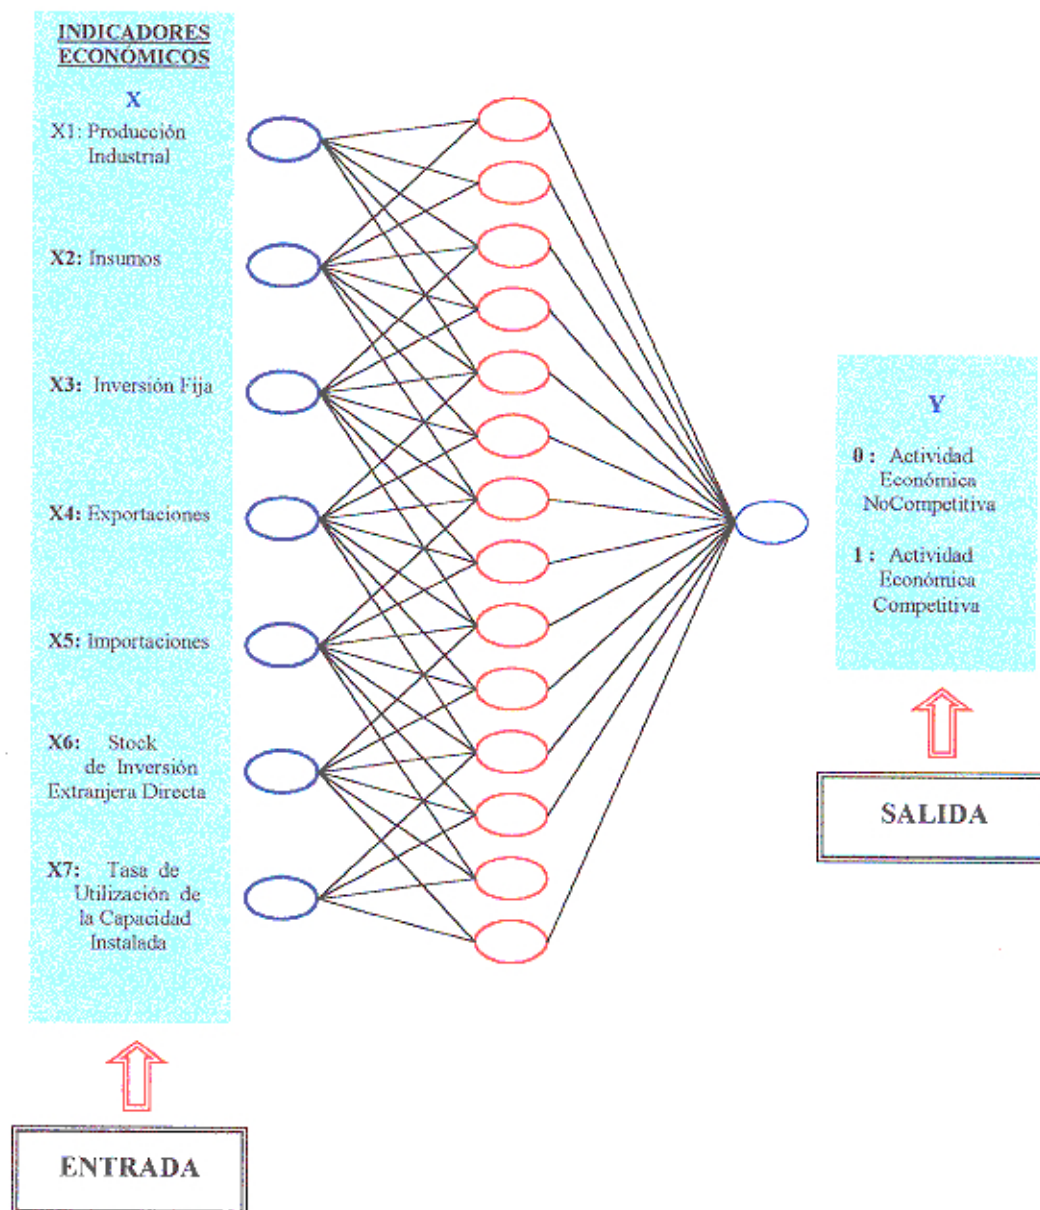 INDICADORES
ECONÓMICOS
X
X1: Producción
Industrial
X2: Insumos
X3: Inversión Fija
X4: Exportaciones
X5: Importaciones
X6: Stock
de Inversión
Extranjera Directa
X7: Tasa de
Utilización de
la Capacidad
Instalada
ENTRADA
Y
0 : Actividad
Económica
NoCompetitiva
1 : Actividad
Económica
Competitiva
SALIDA